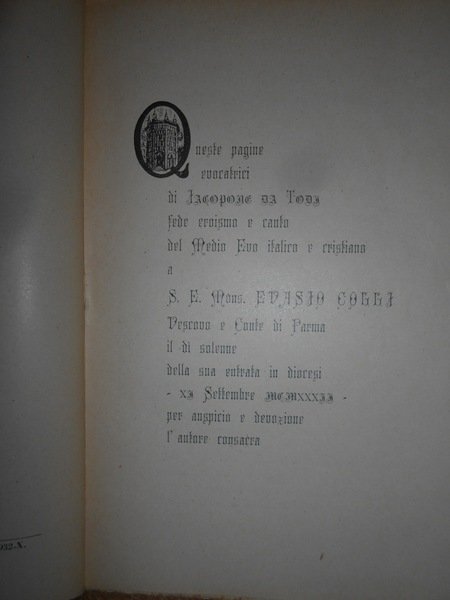 Queste pagine
evocatrici
di Iacopone da Todi
fede eroismo e canto
del Medio Evo italico e cristiano
a
S. E. Mons. EVASIO COLLI
Vescovo e Conte di Parma
il dì solenne
della sua entrata in diocesi
- XI Settembre MCMXXXII -
per auspicio e devozione
l'autore consacra
932.X.